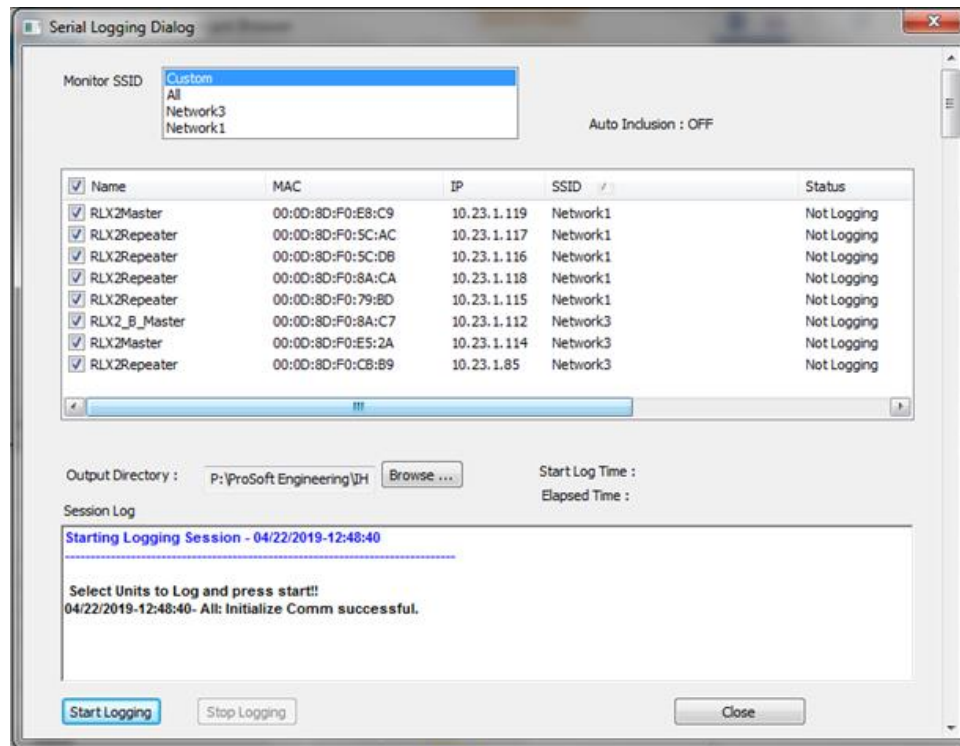 Serial Logging Dialog
Monitor SSID
Custom
All
Network3
Network1
Auto Inclusion : OFF
Name MAC IP SSID Status
RLX2Master 00:0D:8D:F0:E8:C9 10.23.1.119 Network1 Not Logging
RLX2Repeater 00:0D:8D:F0:5C:AC 10.23.1.117 Network1 Not Logging
RLX2Repeater 00:0D:8D:F0:5C:DB 10.23.1.116 Network1 Not Logging
RLX2Repeater 00:0D:8D:F0:8A:CA 10.23.1.118 Network1 Not Logging
RLX2Repeater 00:0D:8D:F0:79:BD 10.23.1.115 Network1 Not Logging
RLX2_B_Master 00:0D:8D:F0:8A:C7 10.23.1.112 Network3 Not Logging
RLX2Master 00:0D:8D:F0:E5:2A 10.23.1.114 Network3 Not Logging
RLX2Repeater 00:0D:8D:F0:CB:B9 10.23.1.85 Network3 Not Logging
Output Directory : P:\ProSoft Engineering\IH Browse ... Start Log Time :
Elapsed Time :
Session Log
Starting Logging Session - 04/22/2019-12:48:40
Select Units to Log and press start!!
04/22/2019-12:48:40- All: Initialize Comm successful.
Start Logging Stop Logging Close